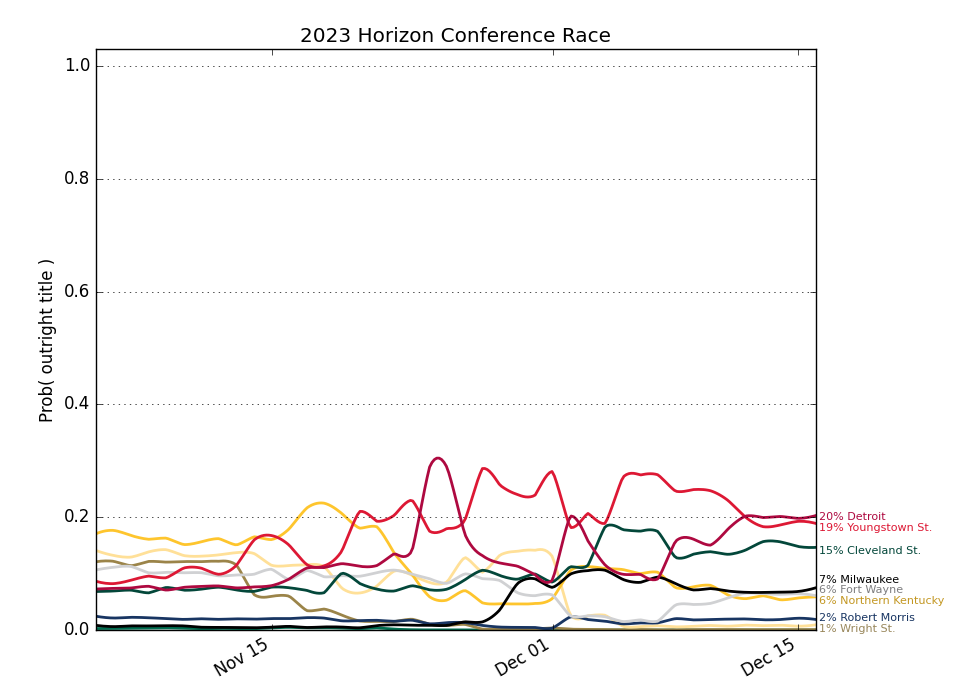 2023 Horizon Conference Race
1.0
0.8
0.6
0.4
0.2
0.0
Prob( outright title )
Nov 15
Dec 01
Dec 15
20% Detroit
19% Youngstown St.
15% Cleveland St.
7% Milwaukee
6% Fort Wayne
6% Northern Kentucky
2% Robert Morris
1% Wright St.